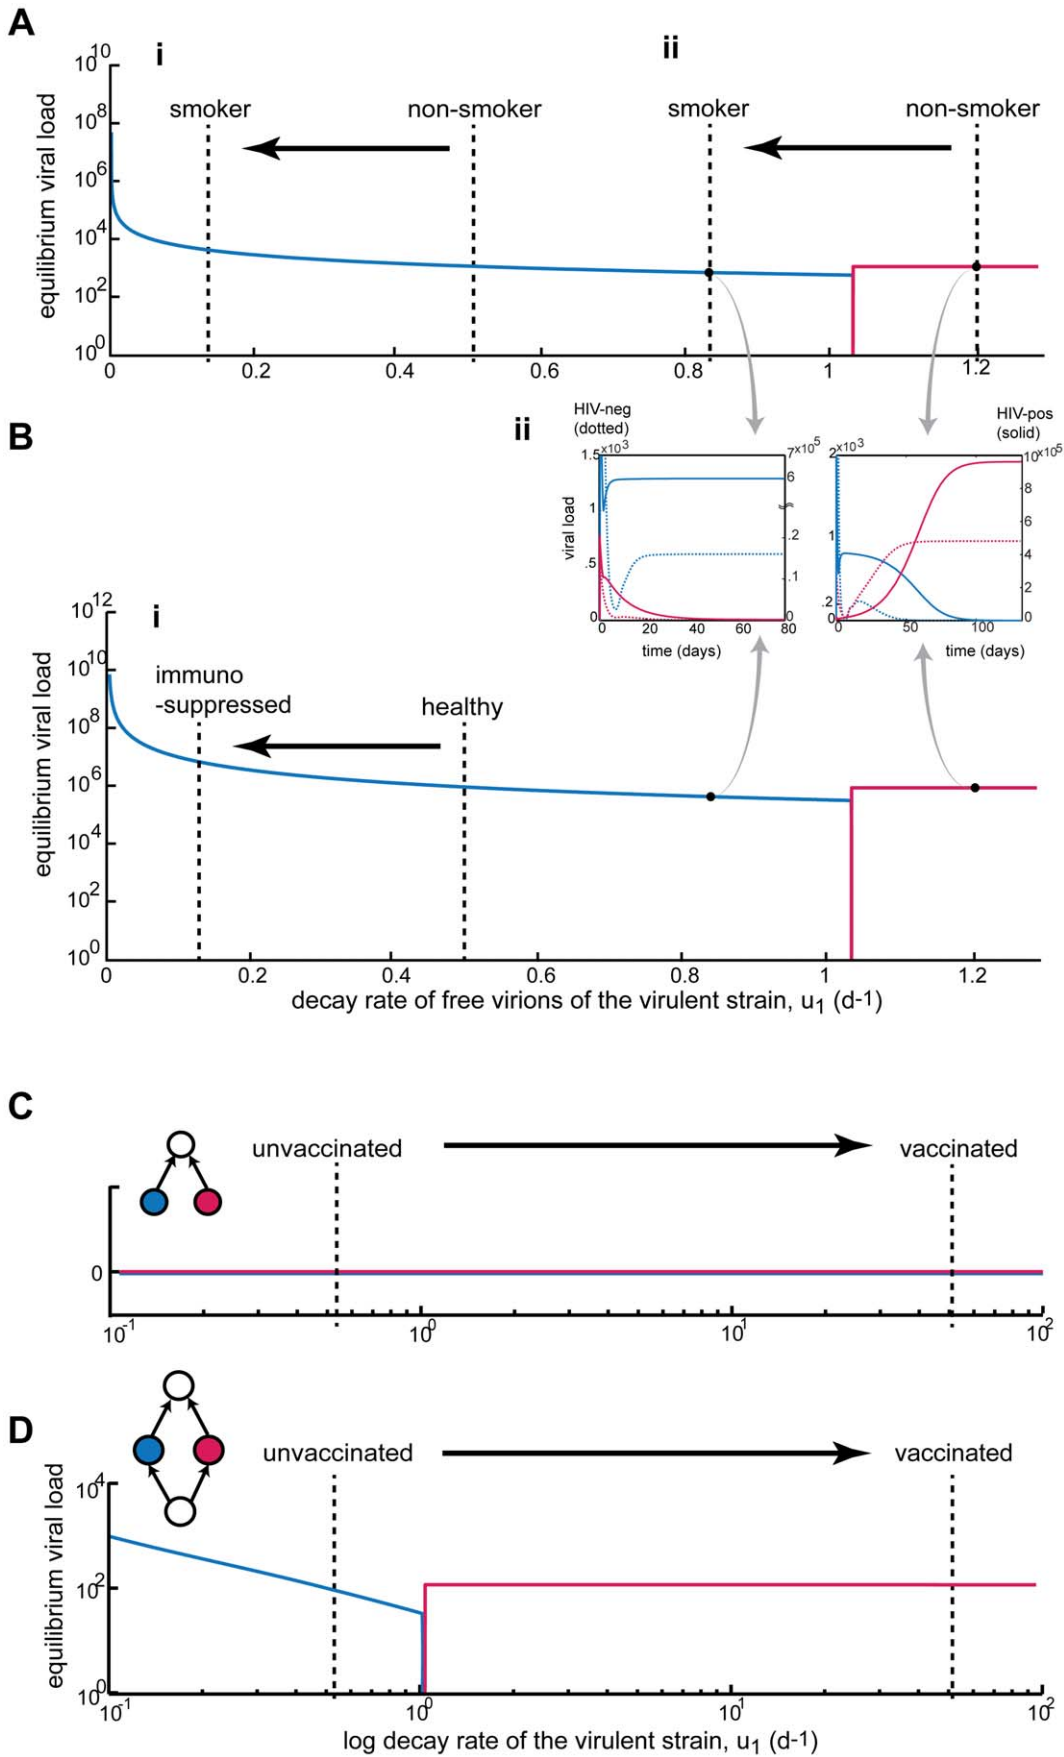 A
i
ii
smoker
non-smoker
smoker
non-smoker
equilibrium viral load
10^10
10^8
10^6
10^4
10^2
10^0
0
0.2
0.4
0.6
0.8
1
1.2
B
ii
HIV-neg
(dotted)
HIV-pos
(solid)
1.5x10^3
1
.5
0
7x10^5
6
.2
.1
0
viral load
0
20
40
60
80
time (days)
2x10^3
1
.2
0
10x10^5
8
6
4
2
0
0
50
100
time (days)
i
immuno
-suppressed
healthy
equilibrium viral load
10^12
10^10
10^8
10^6
10^4
10^2
10^0
0
0.2
0.4
0.6
0.8
1
1.2
decay rate of free virions of the virulent strain, u₁ (d-1)
C
unvaccinated
vaccinated
0
10^-1
10^0
10^1
10^2
D
unvaccinated
vaccinated
equilibrium viral load
10^4
10^2
10^0
10^-1
10^0
10^1
10^2
log decay rate of the virulent strain, u₁ (d-1)